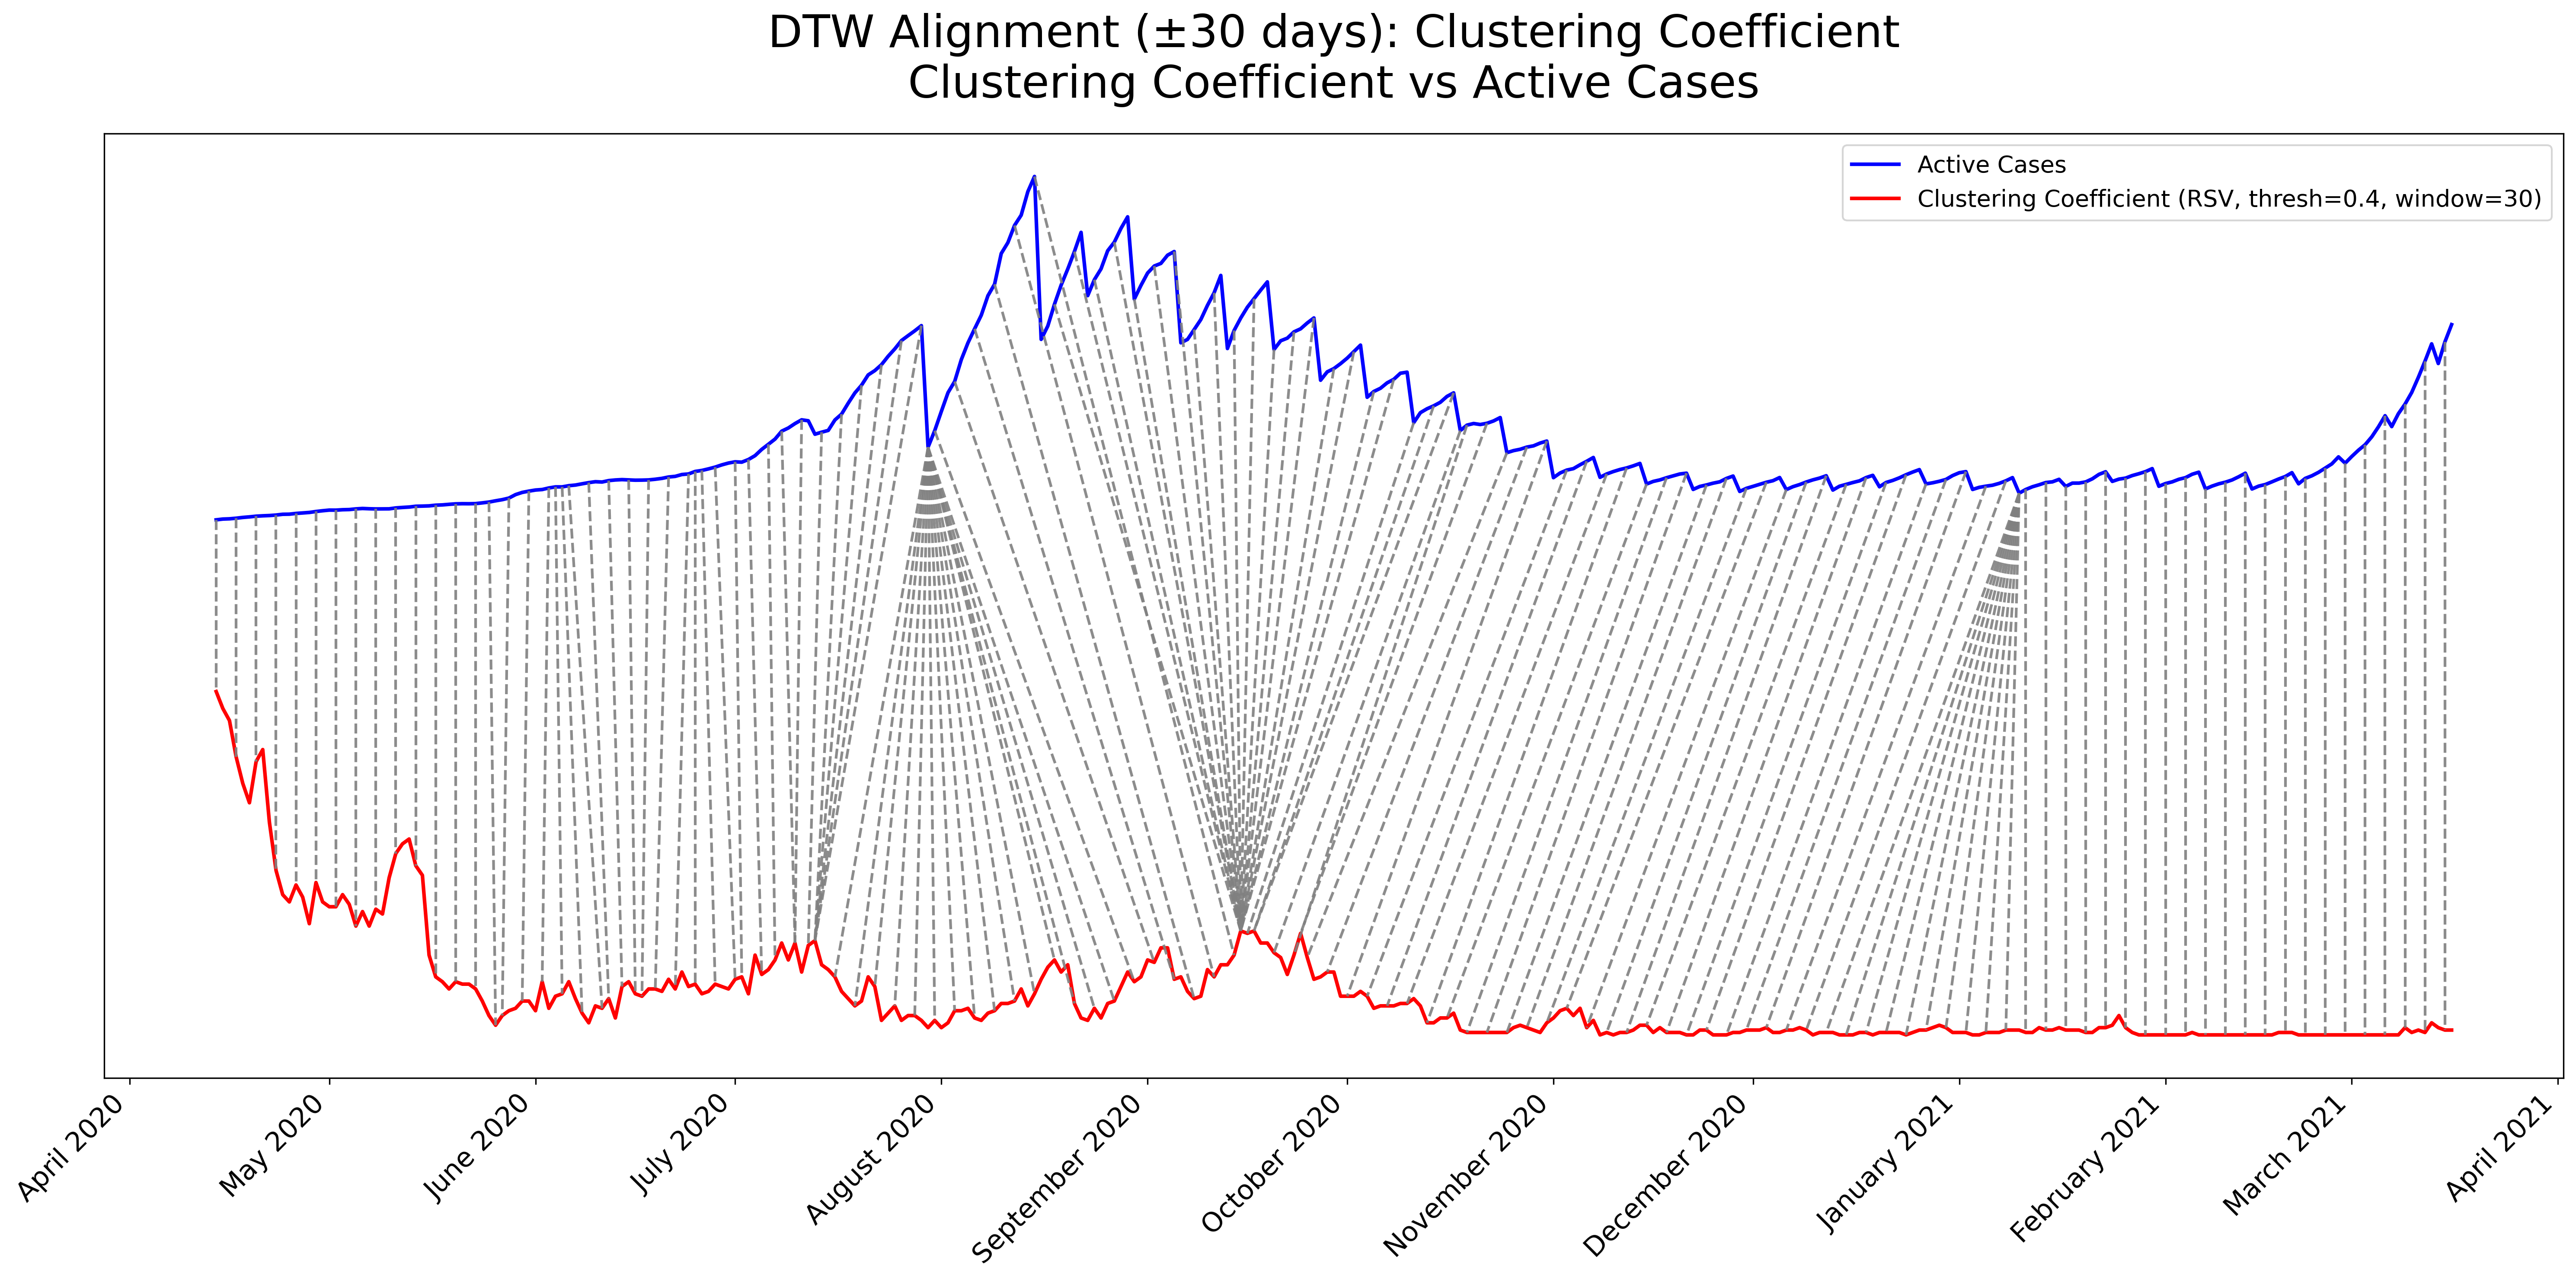 DTW Alignment (±30 days): Clustering Coefficient
Clustering Coefficient vs Active Cases
Active Cases
Clustering Coefficient (RSV, thresh=0.4, window=30)
April 2020
May 2020
June 2020
July 2020
August 2020
September 2020
October 2020
November 2020
December 2020
January 2021
February 2021
March 2021
April 2021